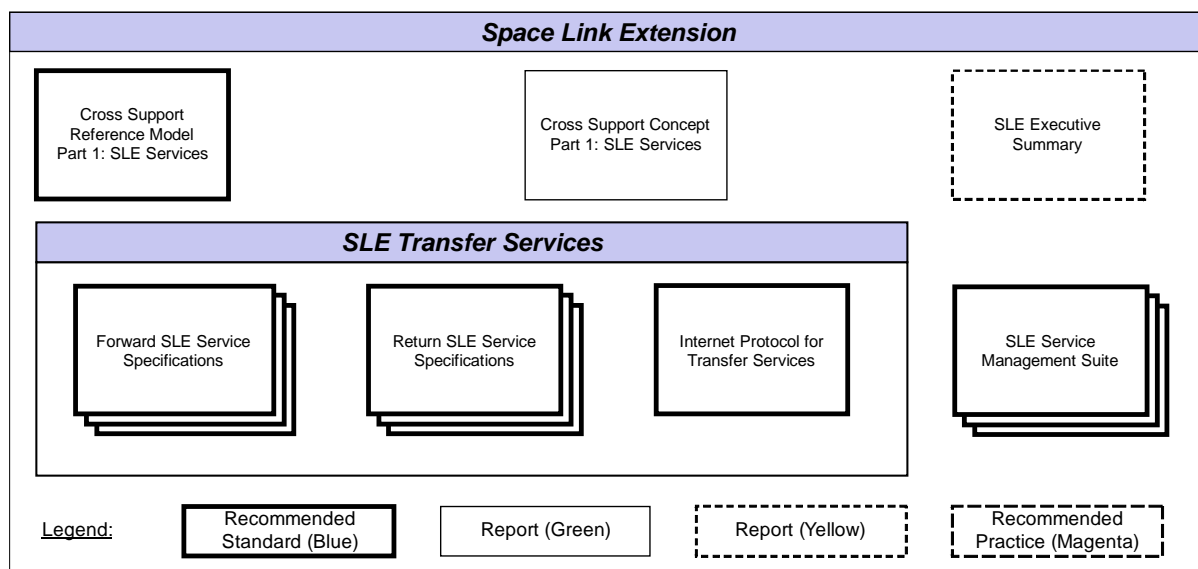 Space Link Extension
Cross Support
Reference Model
Part 1: SLE Services
Cross Support Concept
Part 1: SLE Services
SLE Executive
Summary
SLE Transfer Services
Forward SLE Service
Specifications
Return SLE Service
Specifications
Internet Protocol for
Transfer Services
SLE Service
Management Suite
Legend:
Recommended
Standard (Blue)
Report (Green)
Report (Yellow)
Recommended
Practice (Magenta)